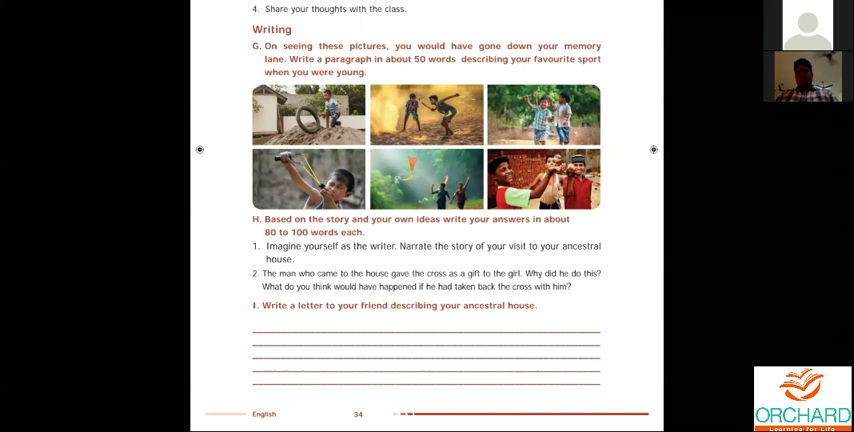 4. Share your thoughts with the class.
Writing
G. On seeing these pictures, you would have gone down your memory
lane. Write a paragraph in about 50 words describing your favourite sport
when you were young.
H. Based on the story and your own ideas write your answers in about
80 to 100 words each.
1. Imagine yourself as the writer. Narrate the story of your visit to your ancestral
house.
2. The man who came to the house gave the cross as a gift to the girl. Why did he do this?
What do you think would have happened if he had taken back the cross with him?
I. Write a letter to your friend describing your ancestral house.
English 34
ORCHARD
Learning for Life